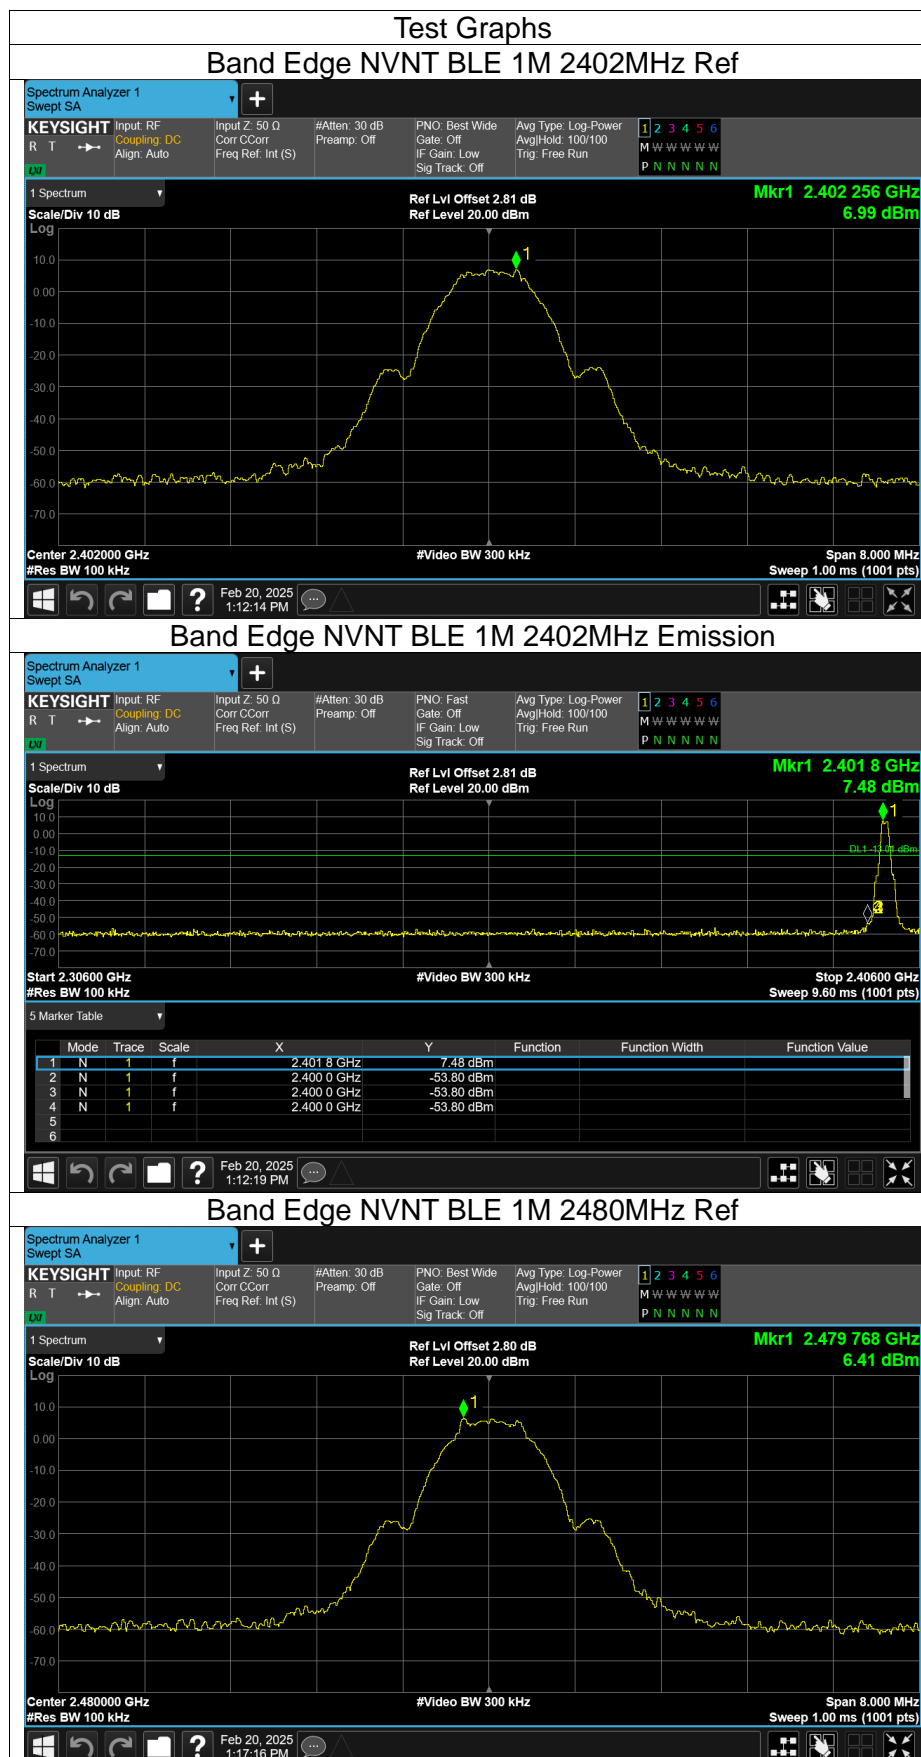 Test Graphs
Band Edge NVNT BLE 1M 2402MHz Ref
Spectrum Analyzer 1
Swept SA
+
KEYSIGHT Input: RF Input Z: 50 Ω #Atten: 30 dB PNO: Best Wide Avg Type: Log-Power 1 2 3 4 5 6
R T Coupling: DC Corr CCorr Preamp: Off Gate: Off Avg|Hold: 100/100 M W W W W W
Align: Auto Freq Ref: Int (S) IF Gain: Low Trig: Free Run
LXI Sig Track: Off P N N N N N
1 Spectrum Ref Lvl Offset 2.81 dB Mkr1 2.402 256 GHz
Scale/Div 10 dB Ref Level 20.00 dBm 6.99 dBm
Log
1
10.0
0.00
-10.0
-20.0
-30.0
-40.0
-50.0
-60.0
-70.0
Center 2.402000 GHz #Video BW 300 kHz Span 8.000 MHz
#Res BW 100 kHz Sweep 1.00 ms (1001 pts)
? Feb 20, 2025
1:12:14 PM
Band Edge NVNT BLE 1M 2402MHz Emission
Spectrum Analyzer 1
Swept SA
+
KEYSIGHT Input: RF Input Z: 50 Ω #Atten: 30 dB PNO: Fast Avg Type: Log-Power 1 2 3 4 5 6
R T Coupling: DC Corr CCorr Preamp: Off Gate: Off Avg|Hold: 100/100 M W W W W W
Align: Auto Freq Ref: Int (S) IF Gain: Low Trig: Free Run
LXI Sig Track: Off P N N N N N
1 Spectrum Ref Lvl Offset 2.81 dB Mkr1 2.401 8 GHz
Scale/Div 10 dB Ref Level 20.00 dBm 7.48 dBm
Log
1
10.0
0.00
-10.0 DL1 -13.01 dBm
-20.0
-30.0
-40.0
-50.0
-60.0
-70.0
Start 2.30600 GHz #Video BW 300 kHz Stop 2.40600 GHz
#Res BW 100 kHz Sweep 9.60 ms (1001 pts)
5 Marker Table
Mode Trace Scale X Y Function Function Width Function Value
1 N 1 f 2.401 8 GHz 7.48 dBm
2 N 1 f 2.400 0 GHz -53.80 dBm
3 N 1 f 2.400 0 GHz -53.80 dBm
4 N 1 f 2.400 0 GHz -53.80 dBm
5
6
? Feb 20, 2025
1:12:19 PM
Band Edge NVNT BLE 1M 2480MHz Ref
Spectrum Analyzer 1
Swept SA
+
KEYSIGHT Input: RF Input Z: 50 Ω #Atten: 30 dB PNO: Best Wide Avg Type: Log-Power 1 2 3 4 5 6
R T Coupling: DC Corr CCorr Preamp: Off Gate: Off Avg|Hold: 100/100 M W W W W W
Align: Auto Freq Ref: Int (S) IF Gain: Low Trig: Free Run
LXI Sig Track: Off P N N N N N
1 Spectrum Ref Lvl Offset 2.80 dB Mkr1 2.479 768 GHz
Scale/Div 10 dB Ref Level 20.00 dBm 6.41 dBm
Log
1
10.0
0.00
-10.0
-20.0
-30.0
-40.0
-50.0
-60.0
-70.0
Center 2.480000 GHz #Video BW 300 kHz Span 8.000 MHz
#Res BW 100 kHz Sweep 1.00 ms (1001 pts)
? Feb 20, 2025
1:17:16 PM